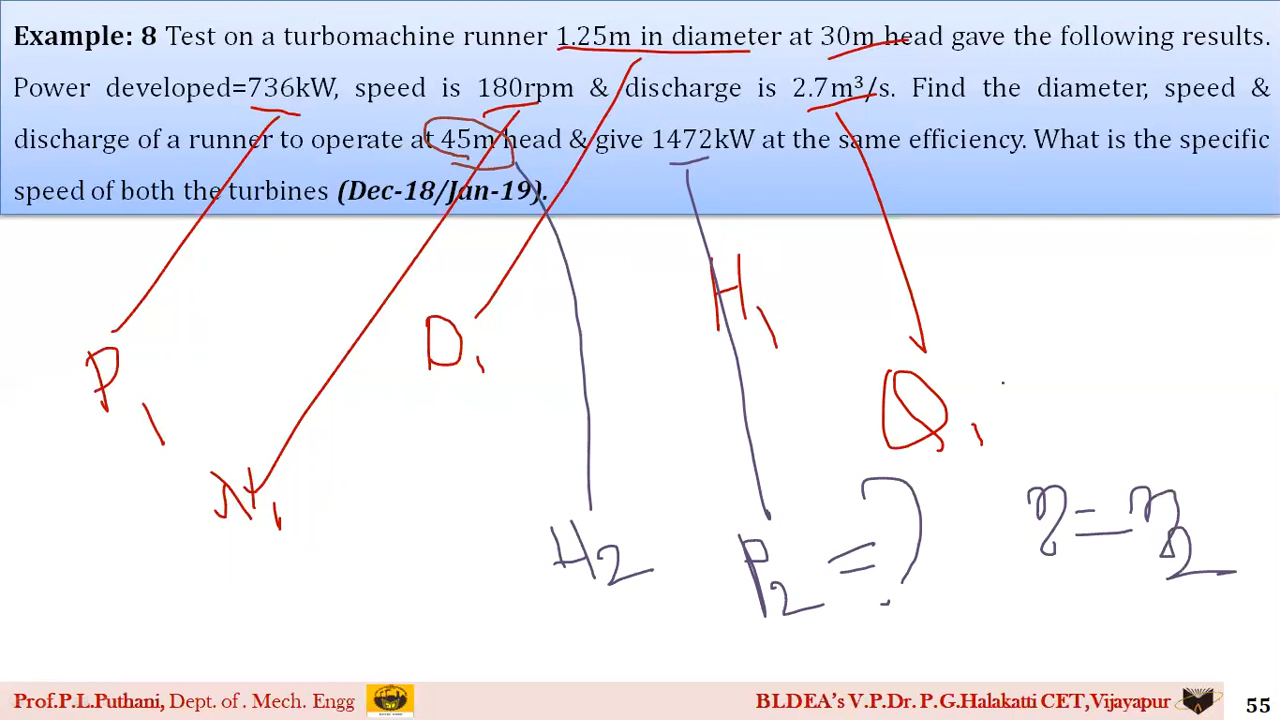 Example: 8 Test on a turbomachine runner 1.25m in diameter at 30m head gave the following results.
Power developed=736kW, speed is 180rpm & discharge is 2.7m³/s. Find the diameter, speed &
discharge of a runner to operate at 45m head & give 1472kW at the same efficiency. What is the specific
speed of both the turbines (Dec-18/Jan-19).
H1
D1
P1
Q1
N1
H2
P2 = ?
η = η2
Prof.P.L.Puthani, Dept. of . Mech. Engg
BLDEA's V.P.Dr. P.G.Halakatti CET,Vijayapur
55